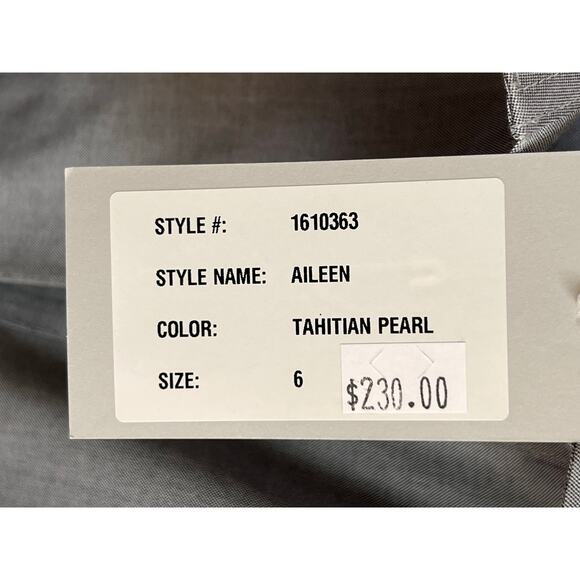 STYLE #: 1610363
STYLE NAME: AILEEN
COLOR: TAHITIAN PEARL
SIZE: 6
$230.00